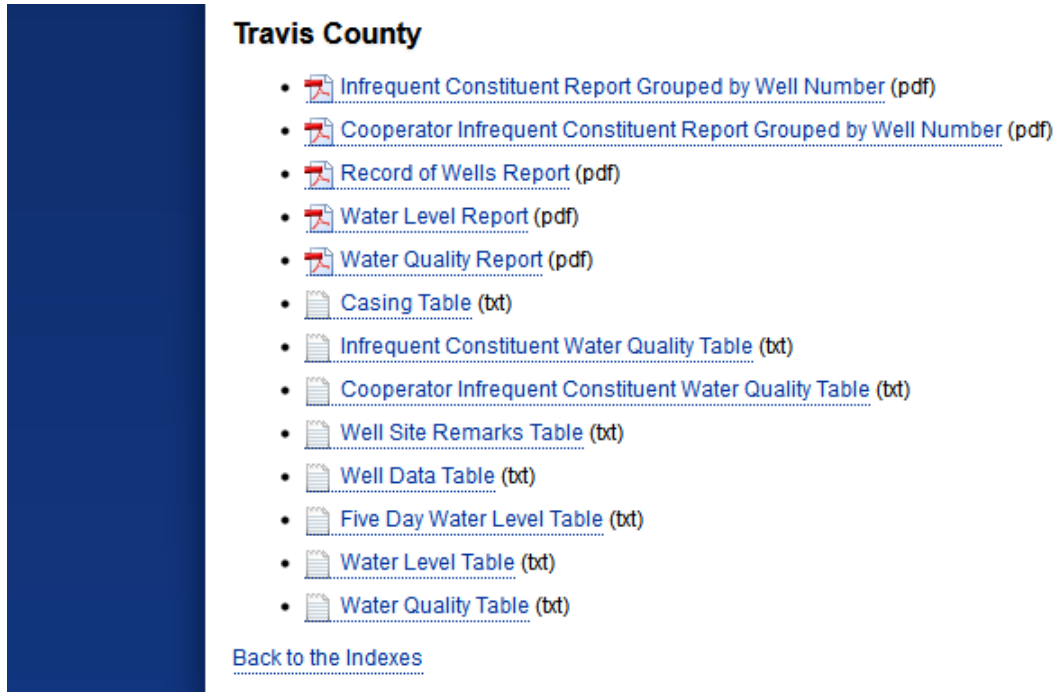 Travis County
Infrequent Constituent Report Grouped by Well Number (pdf)
Cooperator Infrequent Constituent Report Grouped by Well Number (pdf)
Record of Wells Report (pdf)
Water Level Report (pdf)
Water Quality Report (pdf)
Casing Table (txt)
Infrequent Constituent Water Quality Table (txt)
Cooperator Infrequent Constituent Water Quality Table (txt)
Well Site Remarks Table (txt)
Well Data Table (txt)
Five Day Water Level Table (txt)
Water Level Table (txt)
Water Quality Table (txt)
Back to the Indexes